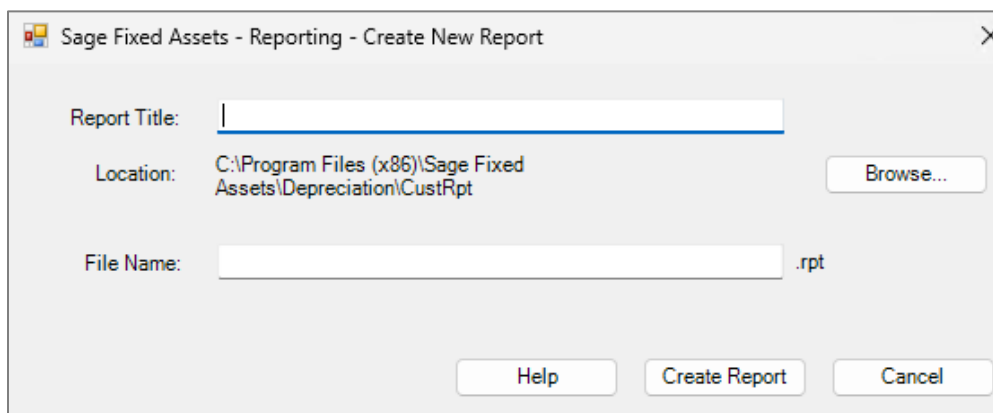 Sage Fixed Assets - Reporting - Create New Report
Report Title:
Location: C:\Program Files (x86)\Sage Fixed
Assets\Depreciation\CustRpt
Browse...
File Name: .rpt
Help Create Report Cancel